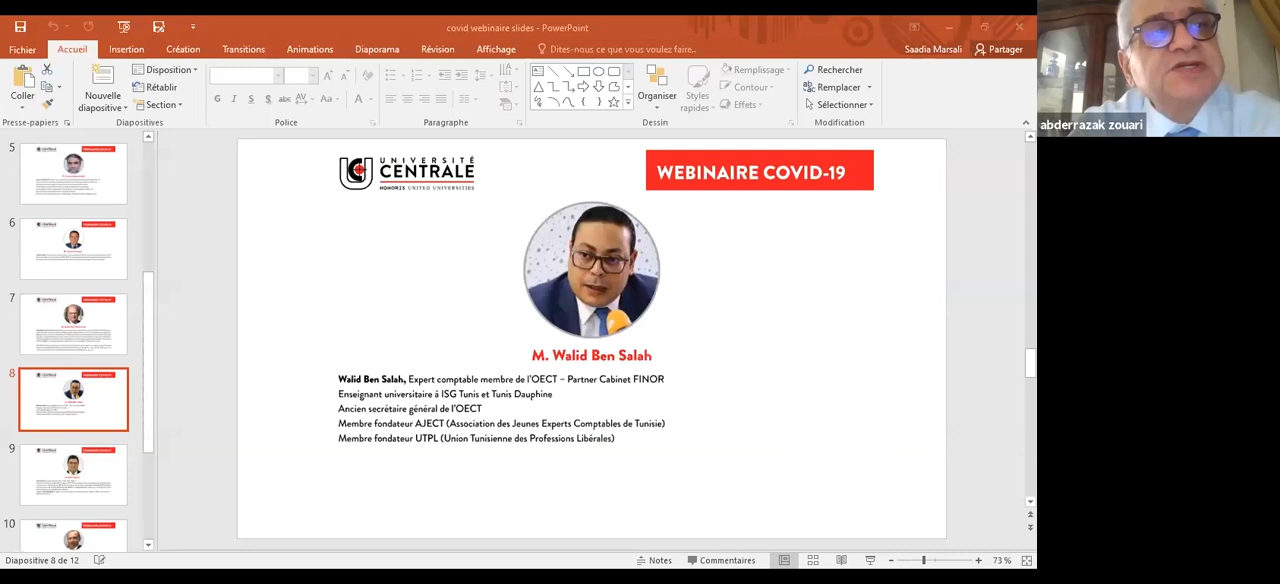 covid webinaire slides - PowerPoint
Fichier
Accueil
Insertion
Création
Transitions
Animations
Diaporama
Révision
Affichage
Dites-nous ce que vous voulez faire..
Saadia Marsali
Partager
Coller
Nouvelle
diapositive
Disposition
Rétablir
Section
G I S S abc AV Aa A
Organiser
Styles
rapides
Remplissage
Contour
Effets
Rechercher
Remplacer
Sélectionner
Presse-papiers
Diapositives
Police
Paragraphe
Dessin
Modification
abderrazak zouari
5
6
7
8
9
10
UNIVERSITÉ
CENTRALE
HONORIS UNITED UNIVERSITIES
WEBINAIRE COVID-19
M. Walid Ben Salah
Walid Ben Salah, Expert comptable membre de l'OECT – Partner Cabinet FINOR
Enseignant universitaire à ISG Tunis et Tunis Dauphine
Ancien secrétaire général de l'OECT
Membre fondateur AJECT (Association des Jeunes Experts Comptables de Tunisie)
Membre fondateur UTPL (Union Tunisienne des Professions Libérales)
Diapositive 8 de 12
Notes
Commentaires
73 %